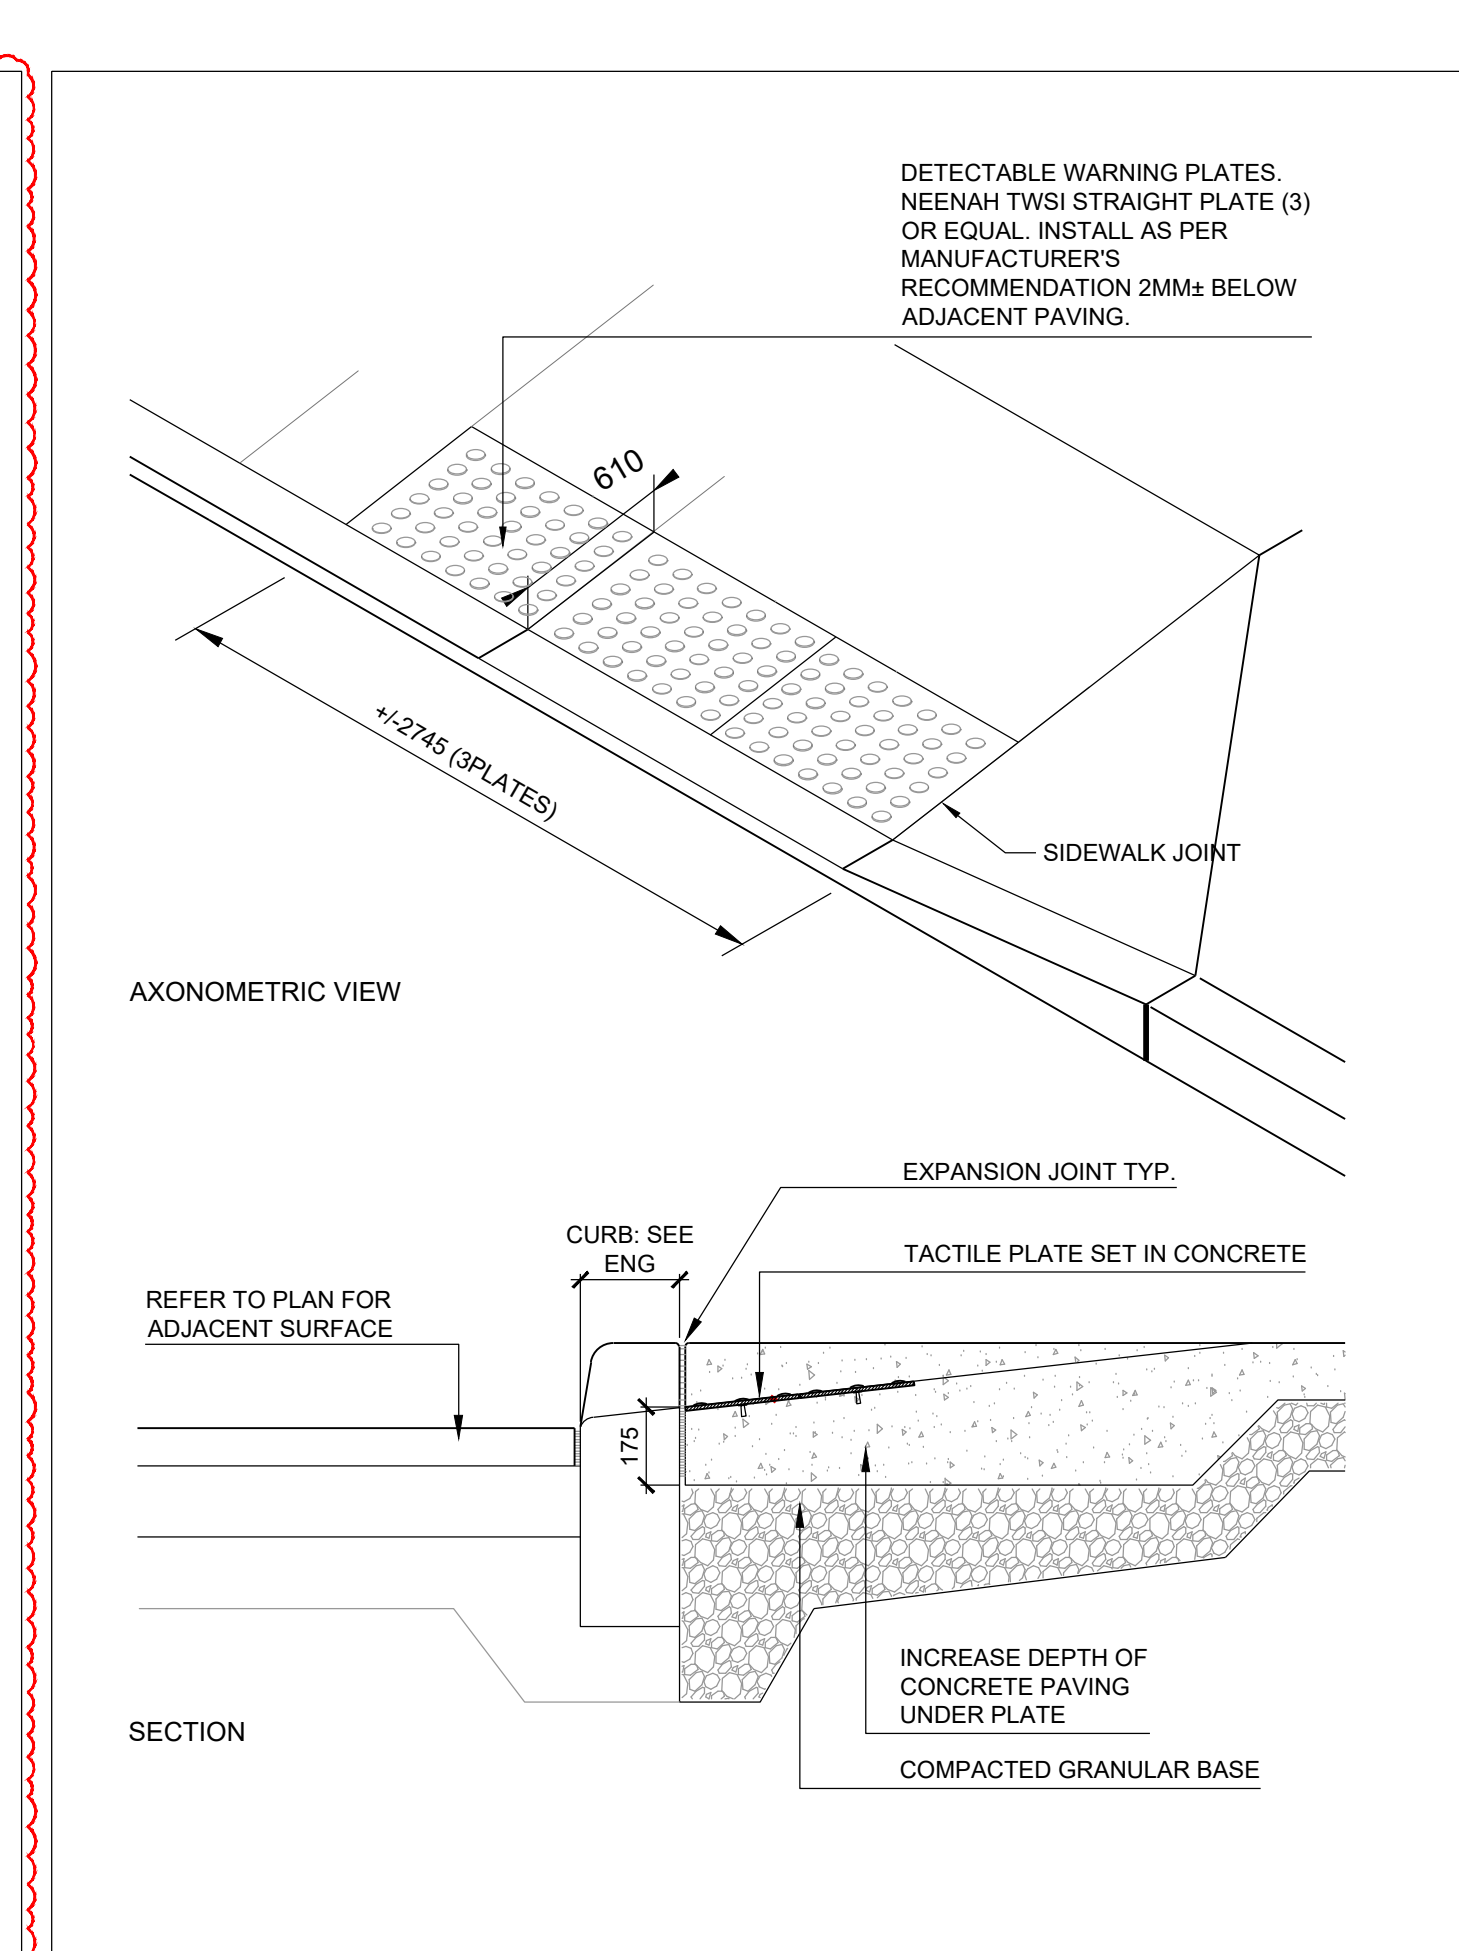 DETECTABLE WARNING PLATES.
NEENAH TWSI STRAIGHT PLATE (3)
OR EQUAL. INSTALL AS PER
MANUFACTURER'S
RECOMMENDATION 2MM± BELOW
ADJACENT PAVING.
610
+/-2745 (3PLATES)
SIDEWALK JOINT
AXONOMETRIC VIEW
EXPANSION JOINT TYP.
CURB: SEE
ENG
TACTILE PLATE SET IN CONCRETE
REFER TO PLAN FOR
ADJACENT SURFACE
175
INCREASE DEPTH OF
CONCRETE PAVING
UNDER PLATE
SECTION
COMPACTED GRANULAR BASE